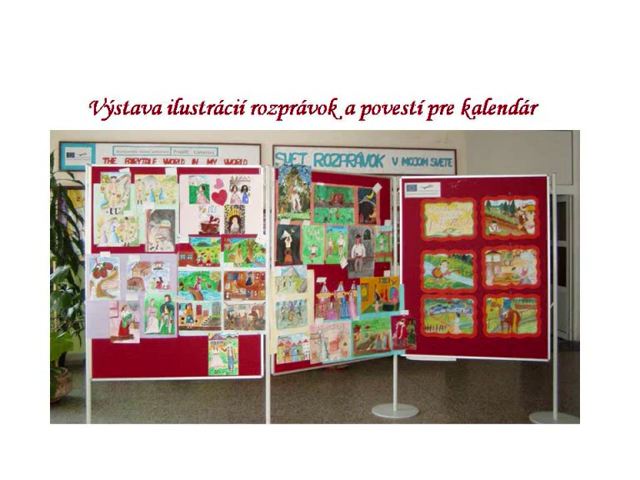 Výstava ilustrácií rozprávok a povestí pre kalendár
THE FAIRYTALE WORLD IN MY WORLD
SVET ROZPRÁVOK V MOJOM SVETE